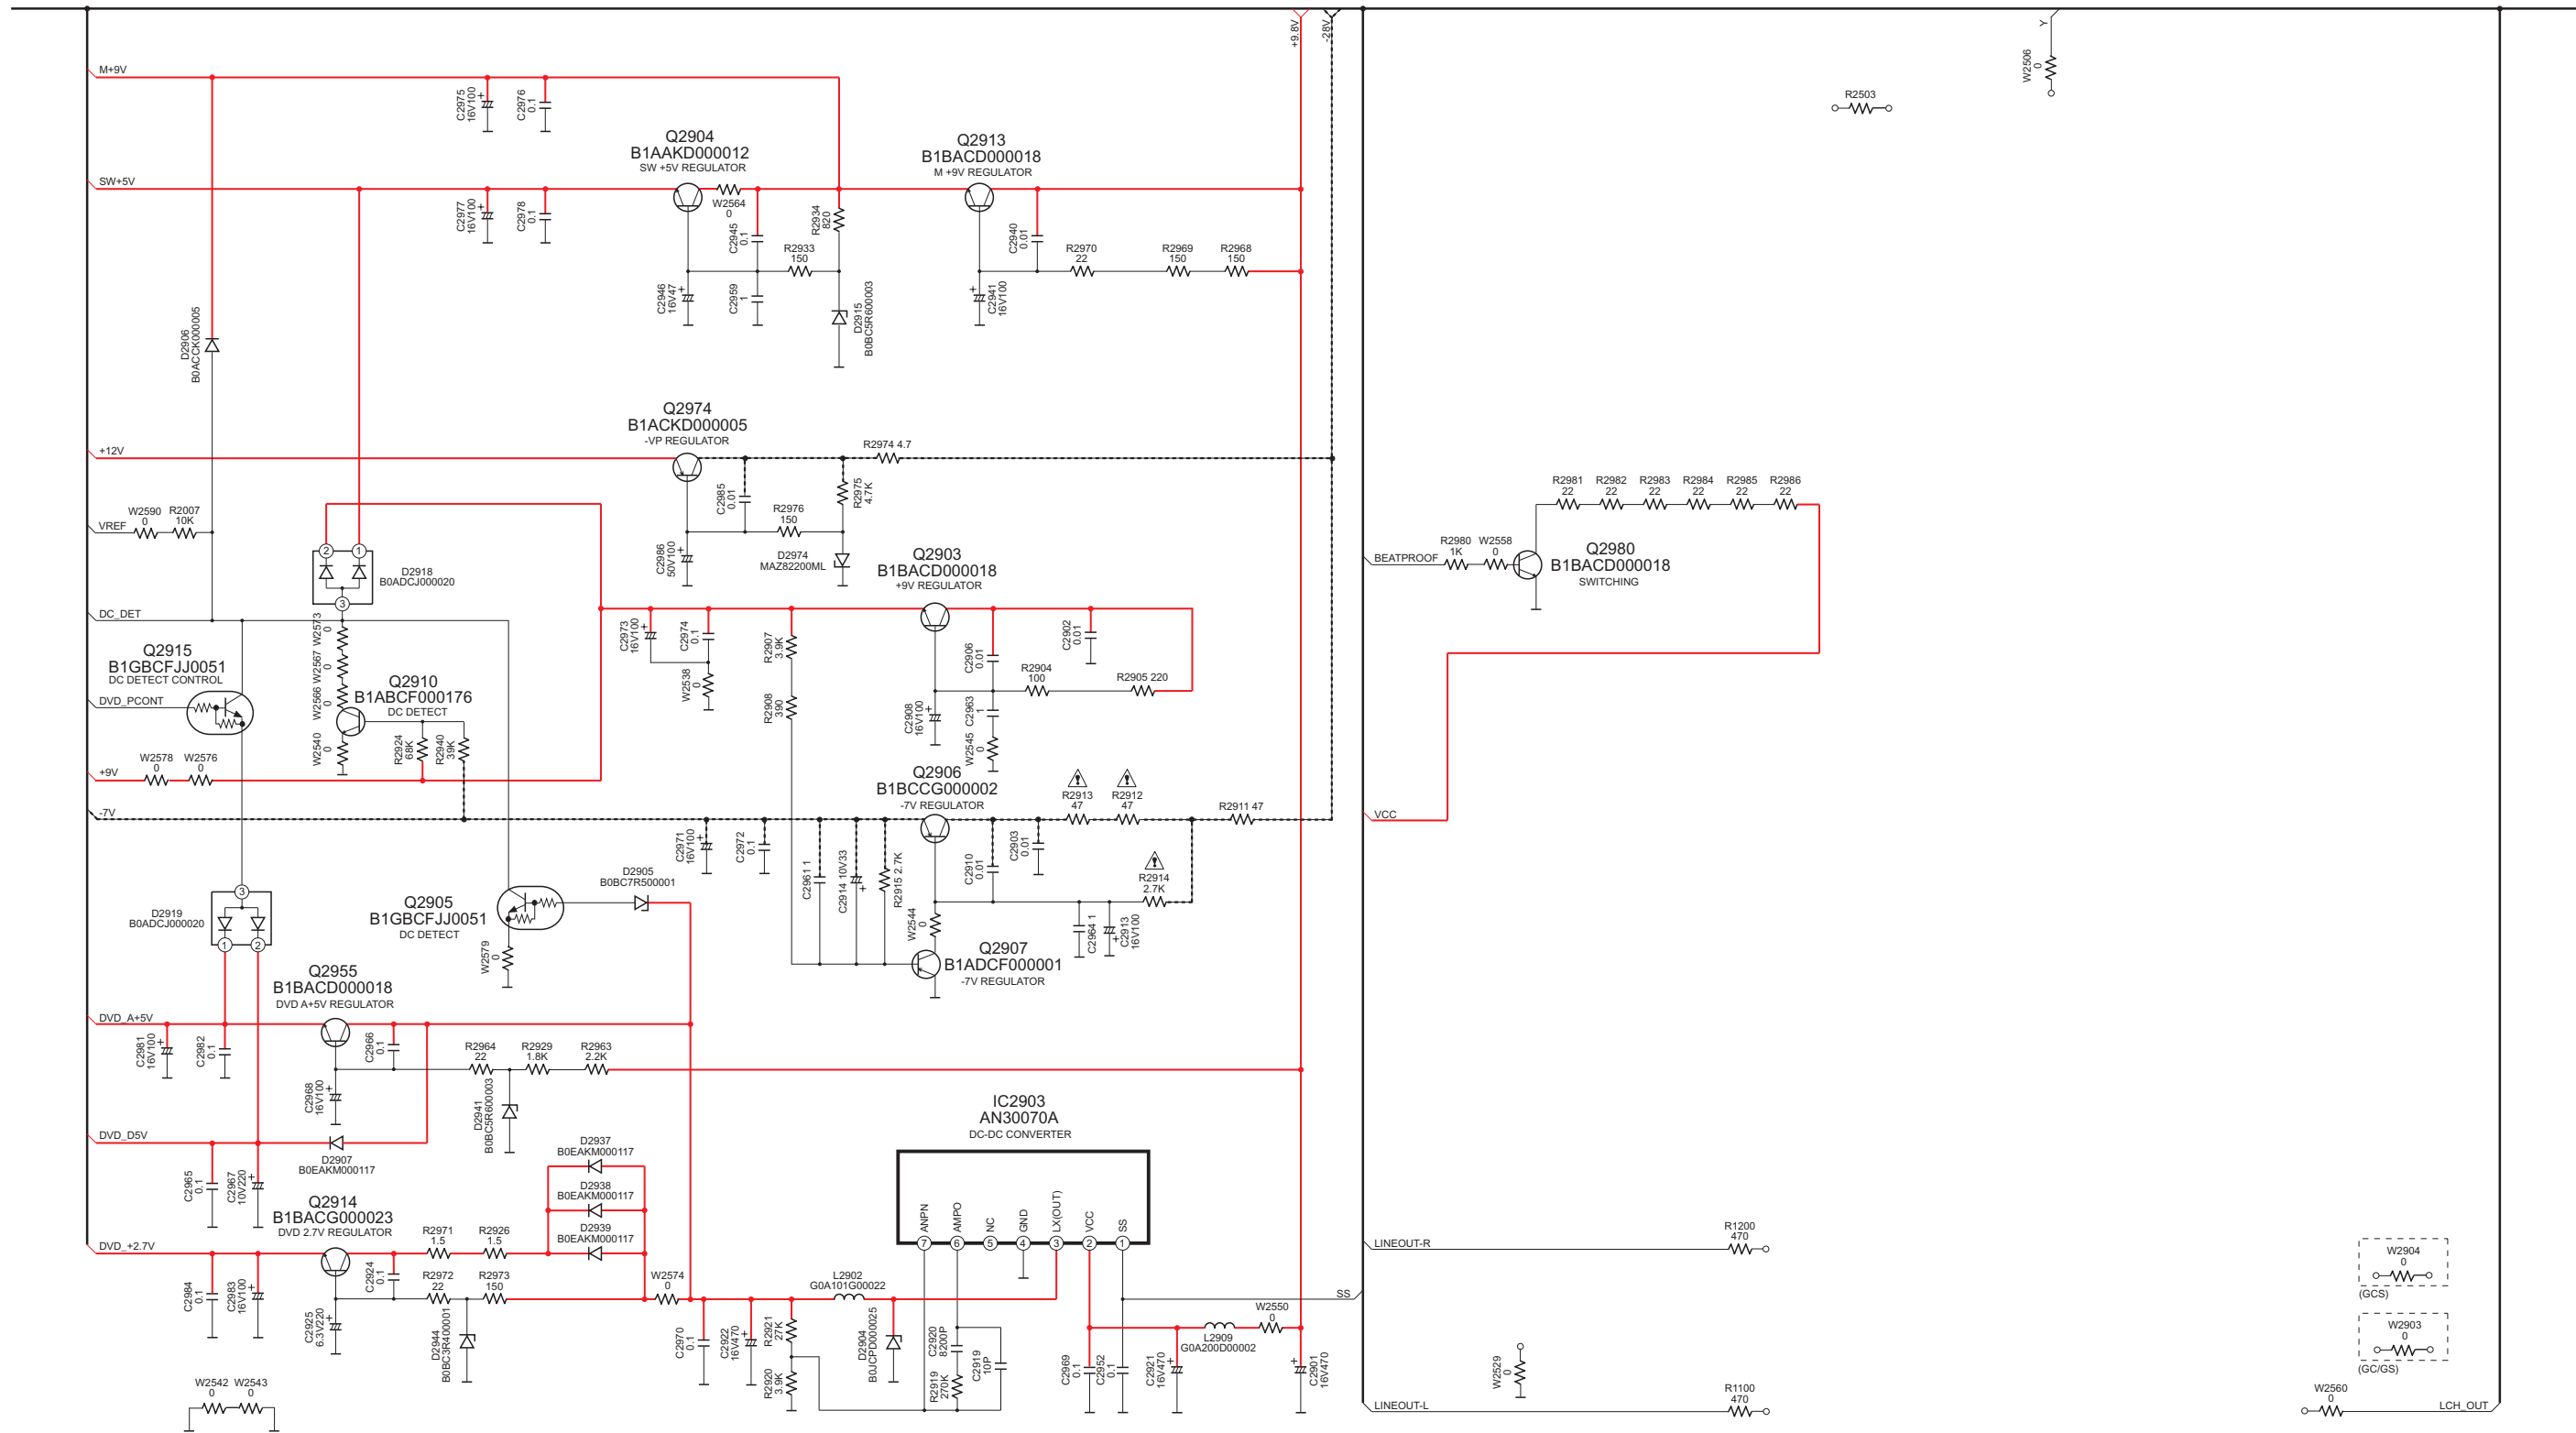 +9.8V
-28V
Y
W2506
0
M+9V
C2975
16V100
+
C2976
0.1
R2503
Q2904
B1AAKD000012
SW +5V REGULATOR
Q2913
B1BACD000018
M +9V REGULATOR
SW+5V
C2977
16V100
+
C2978
0.1
W2564
0
C2945
0.1
R2934
820
R2933
150
C2940
0.01
R2970
22
R2969
150
R2968
150
C2946
16V47
+
C2959
1
D2915
B0BC5R600003
C2941
16V100
+
D2906
B0ACCK000005
Q2974
B1ACKD000005
-VP REGULATOR
+12V
R2974 4.7
C2985
0.01
R2975
4.7K
R2976
150
C2986
50V100
+
D2974
MAZ82200ML
VREF
W2590
0
R2007
10K
2
1
3
D2918
B0ADCJ000020
R2981
22
R2982
22
R2983
22
R2984
22
R2985
22
R2986
22
BEATPROOF
R2980
1K
W2558
0
Q2980
B1BACD000018
SWITCHING
Q2903
B1BACD000018
+9V REGULATOR
DC_DET
W2573
0
W2567
0
W2566
0
W2540
0
Q2915
B1GBCFJJ0051
DC DETECT CONTROL
DVD_PCONT
Q2910
B1ABCF000176
DC DETECT
R2924
68K
R2940
39K
C2973
16V100
+
C2974
0.1
W2538
0
R2907
3.9K
R2908
390
C2906
0.01
C2902
0.01
R2904
100
R2905 220
C2908
16V100
+
C2963
1
W2545
0
+9V
W2578
0
W2576
0
Q2906
B1BCCG000002
-7V REGULATOR
R2913
47
R2912
47
R2911 47
-7V
VCC
C2971
16V100
+
C2972
0.1
C2961 1
C2914 10V33
+
R2915 2.7K
C2910
0.01
C2903
0.01
R2914
2.7K
C2964 1
C2913
16V100
+
W2544
0
Q2907
B1ADCF000001
-7V REGULATOR
3
1
2
D2919
B0ADCJ000020
Q2905
B1GBCFJJ0051
DC DETECT
D2905
B0BC7R500001
W2579
0
Q2955
B1BACD000018
DVD A+5V REGULATOR
DVD_A+5V
C2981
16V100
+
C2982
0.1
C2966
0.1
R2964
22
R2929
1.8K
R2963
2.2K
C2968
16V100
+
D2941
B0BC5R600003
DVD_D5V
D2907
B0EAKM000117
C2965
0.1
C2967
10V220
+
D2937
B0EAKM000117
D2938
B0EAKM000117
D2939
B0EAKM000117
IC2903
AN30070A
DC-DC CONVERTER
ANPN
AMPO
NC
GND
LX(OUT)
VCC
SS
7
6
5
4
3
2
1
Q2914
B1BACG000023
DVD 2.7V REGULATOR
DVD_+2.7V
R2971
1.5
R2926
1.5
C2984
0.1
C2983
16V100
+
C2924
0.1
R2972
22
R2973
150
C2925
6.3V220
+
D2944
B0BC3R400001
W2574
0
L2902
G0A101G00022
C2970
0.1
C2922
16V470
+
R2921
27K
R2920
3.9K
D2904
B0JCPD000025
C2920
8200P
R2919
270K
C2919
10P
SS
W2550
0
L2909
G0A200D00002
C2969
0.1
C2952
0.1
C2921
16V470
+
C2901
16V470
+
LINEOUT-R
R1200
470
W2904
0
(GCS)
W2903
0
(GC/GS)
W2529
0
W2542
0
W2543
0
LINEOUT-L
R1100
470
W2560
0
LCH_OUT